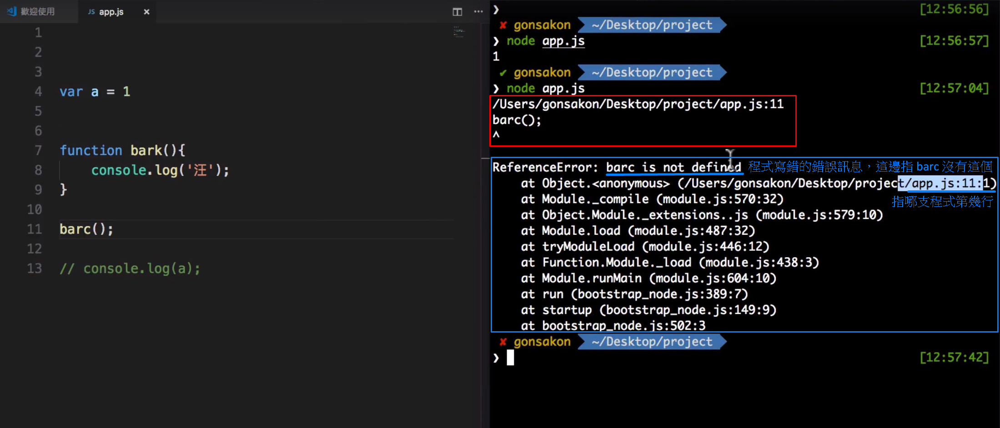 歡迎使用
JS app.js ×
1
2
3
4 var a = 1
5
6
7 function bark(){
8 console.log('汪');
9 }
10
11 barc();
12
13 // console.log(a);
❯ [12:56:56]
✘ gonsakon ~/Desktop/project
❯ node app.js [12:56:57]
1
✔ gonsakon ~/Desktop/project
❯ node app.js [12:57:04]
/Users/gonsakon/Desktop/project/app.js:11
barc();
^
ReferenceError: barc is not defined 程式寫錯的錯誤訊息，這邊指 barc 沒有這個
at Object.<anonymous> (/Users/gonsakon/Desktop/project/app.js:11:1)
指哪支程式第幾行
at Module._compile (module.js:570:32)
at Object.Module._extensions..js (module.js:579:10)
at Module.load (module.js:487:32)
at tryModuleLoad (module.js:446:12)
at Function.Module._load (module.js:438:3)
at Module.runMain (module.js:604:10)
at run (bootstrap_node.js:389:7)
at startup (bootstrap_node.js:149:9)
at bootstrap_node.js:502:3
✘ gonsakon ~/Desktop/project
❯ [12:57:42]